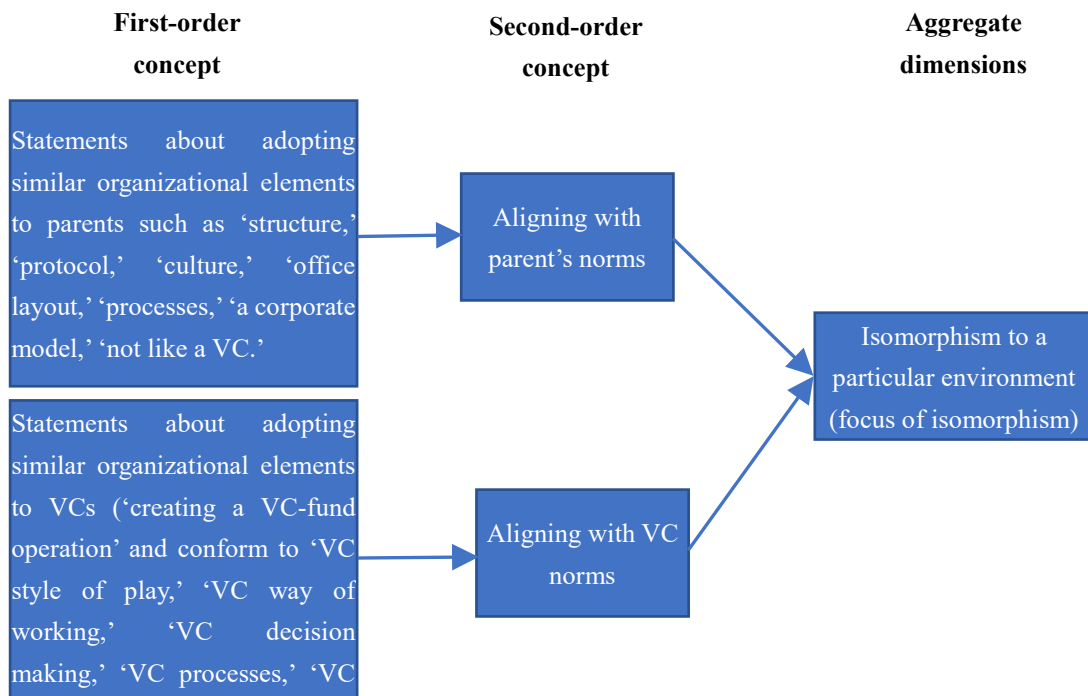 First-order
concept
Second-order
concept
Aggregate
dimensions
Statements about adopting
similar organizational elements
to parents such as ‘structure,’
‘protocol,’ ‘culture,’ ‘office
layout,’ ‘processes,’ ‘a corporate
model,’ ‘not like a VC.’
Aligning with
parent’s norms
Isomorphism to a
particular environment
(focus of isomorphism)
Statements about adopting
similar organizational elements
to VCs (‘creating a VC-fund
operation’ and conform to ‘VC
style of play,’ ‘VC way of
working,’ ‘VC decision
making,’ ‘VC processes,’ ‘VC
Aligning with VC
norms